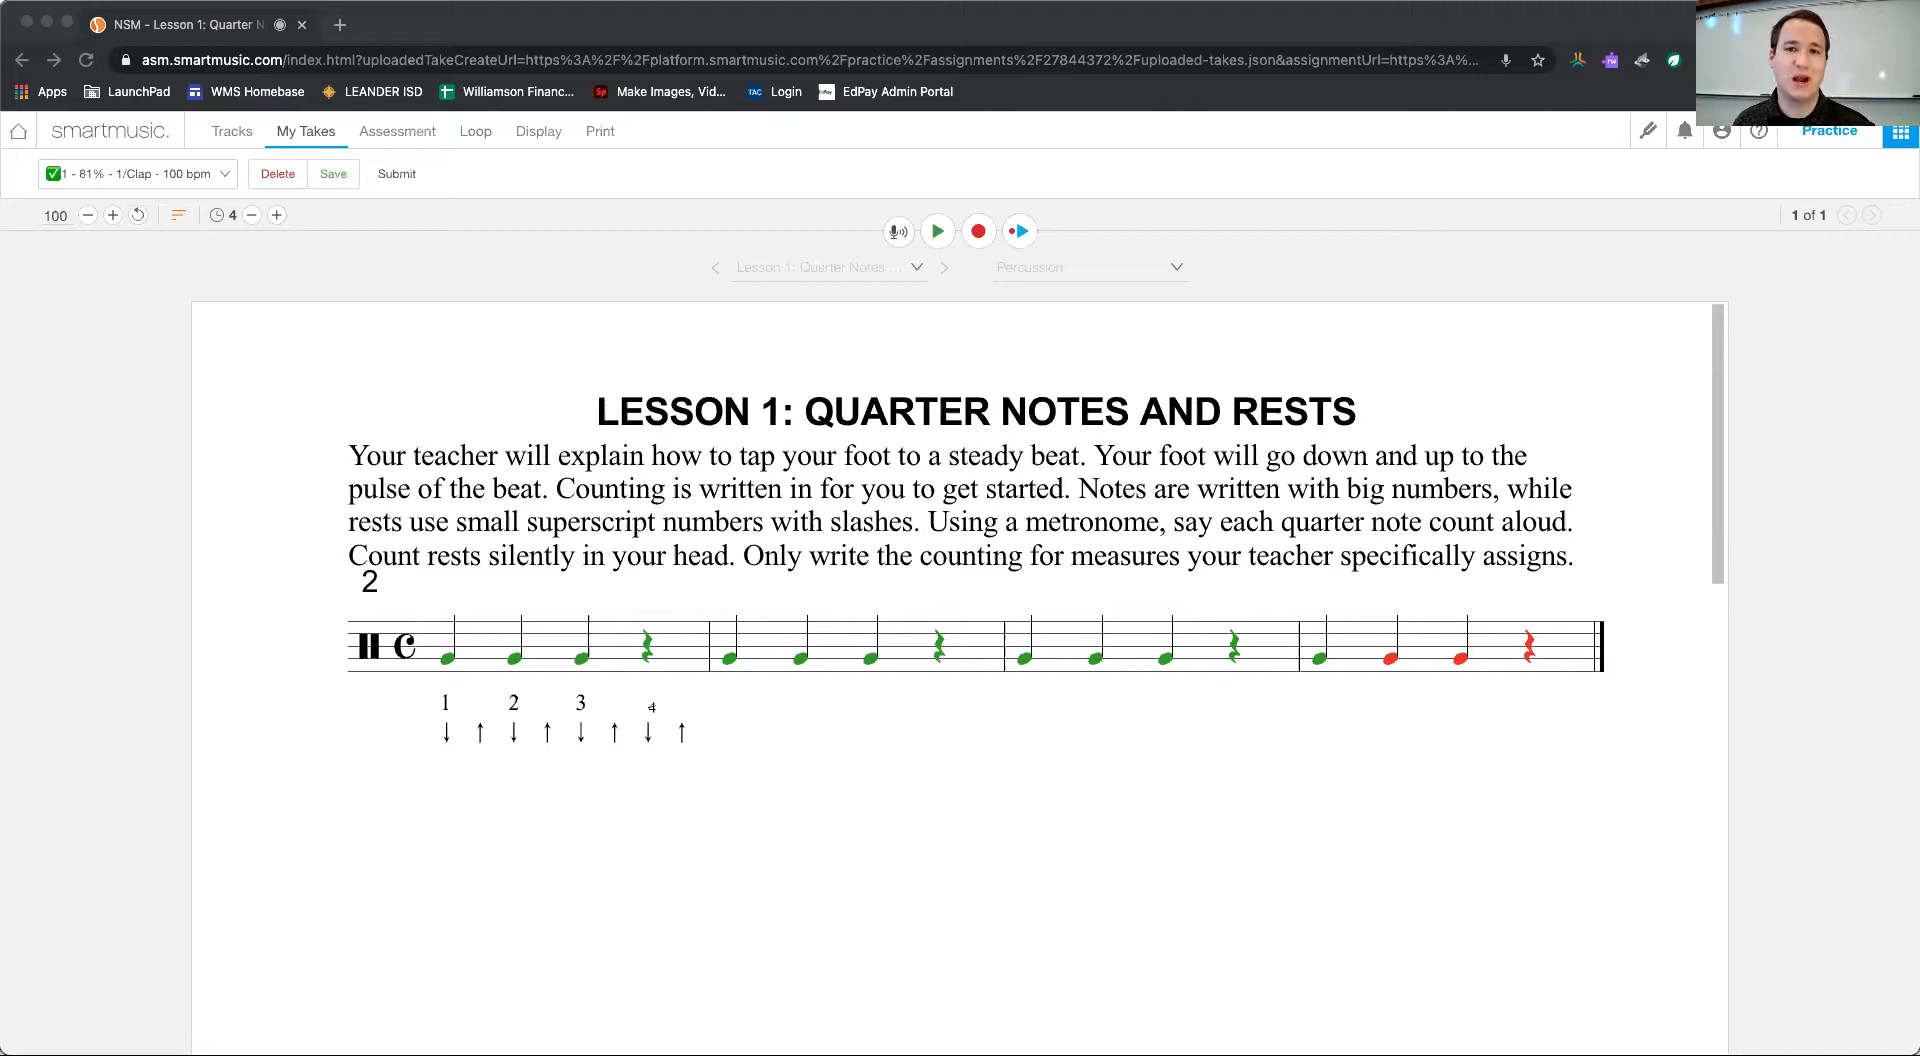 NSM - Lesson 1: Quarter N
asm.smartmusic.com/index.html?uploadedTakeCreateUrl=https%3A%2F%2Fplatform.smartmusic.com%2Fpractice%2Fassignments%2F27844372%2Fuploaded-takes.json&assignmentUrl=https%3A%...
Apps LaunchPad WMS Homebase LEANDER ISD Williamson Financ... Sp Make Images, Vid... TAC Login EdPay EdPay Admin Portal
smartmusic. Tracks My Takes Assessment Loop Display Print Practice
1 - 81% - 1/Clap - 100 bpm Delete Save Submit
100 4 1 of 1
Lesson 1: Quarter Notes ... Percussion
LESSON 1: QUARTER NOTES AND RESTS
Your teacher will explain how to tap your foot to a steady beat. Your foot will go down and up to the
pulse of the beat. Counting is written in for you to get started. Notes are written with big numbers, while
rests use small superscript numbers with slashes. Using a metronome, say each quarter note count aloud.
Count rests silently in your head. Only write the counting for measures your teacher specifically assigns.
2
1 2 3 4
↓ ↑ ↓ ↑ ↓ ↑ ↓ ↑